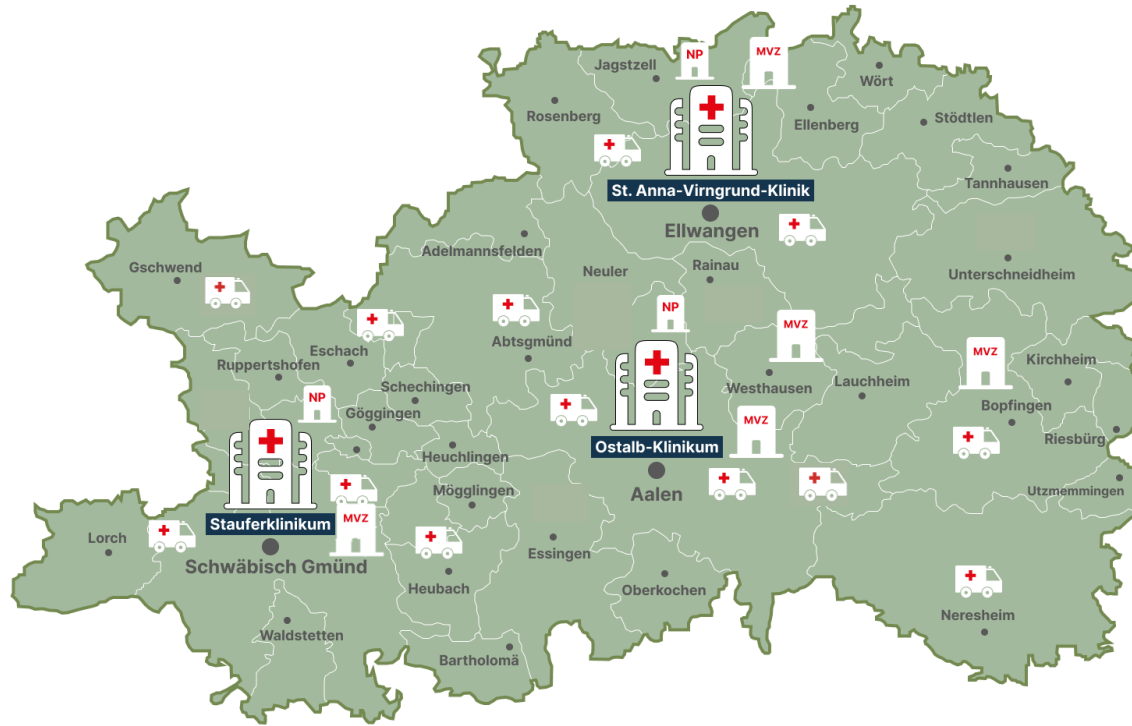 NP
MVZ
Jagstzell
Wört
Rosenberg
Ellenberg
Stödtlen
Tannhausen
St. Anna-Virngrund-Klinik
Ellwangen
Adelmannsfelden
Gschwend
Neuler
Rainau
Unterschneidheim
NP
MVZ
Abtsgmünd
Eschach
Ruppertshofen
MVZ
Kirchheim
Schechingen
Westhausen
Lauchheim
NP
Göggingen
Bopfingen
MVZ
Riesbürg
Ostalb-Klinikum
Heuchlingen
Aalen
Mögglingen
Utzmemmingen
Stauferklinikum
MVZ
Lorch
Schwäbisch Gmünd
Essingen
Heubach
Oberkochen
Neresheim
Waldstetten
Bartholomä